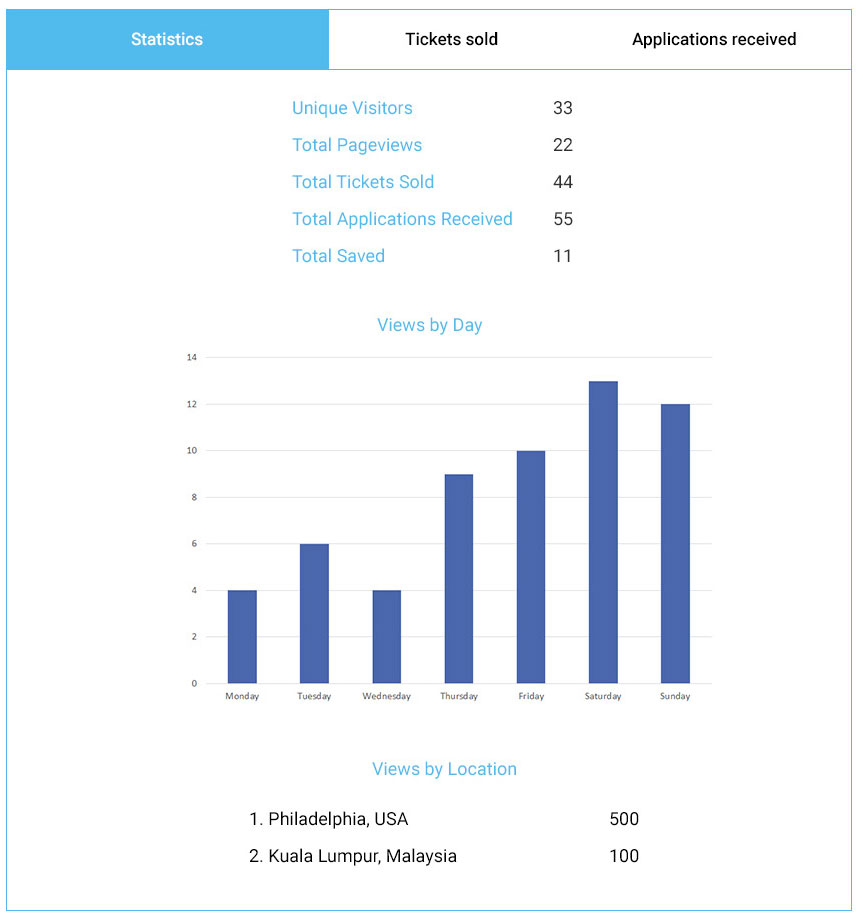 Statistics Tickets sold Applications received
Unique Visitors 33
Total Pageviews 22
Total Tickets Sold 44
Total Applications Received 55
Total Saved 11
Views by Day
14
12
10
8
6
4
2
0
Monday Tuesday Wednesday Thursday Friday Saturday Sunday
Views by Location
1. Philadelphia, USA 500
2. Kuala Lumpur, Malaysia 100